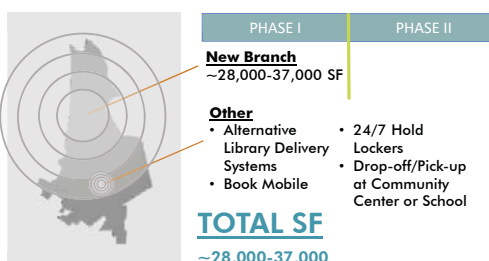 PHASE I
PHASE II
New Branch
~28,000-37,000 SF
Other
• Alternative
Library Delivery
Systems
• Book Mobile
• 24/7 Hold
Lockers
• Drop-off/Pick-up
at Community
Center or School
TOTAL SF
~28,000-37,000